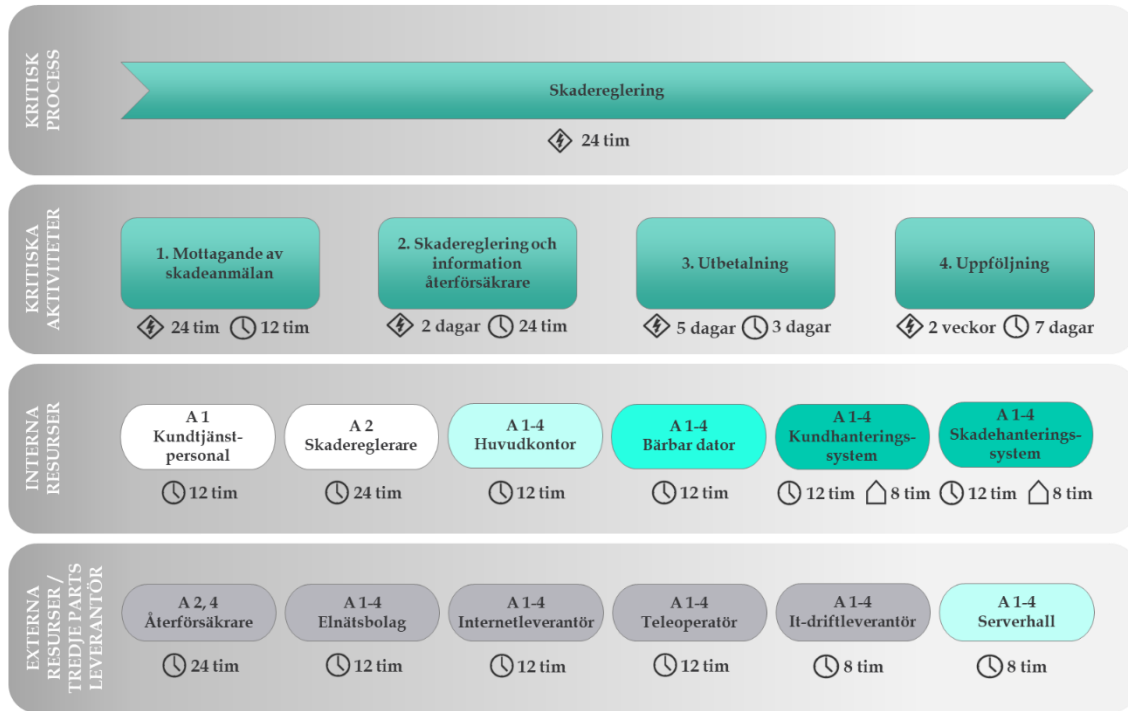 KRITISK
PROCESS
Skadereglering
24 tim
KRITISKA
AKTIVITETER
1. Mottagande av
skadeanmälan
24 tim 12 tim
2. Skadereglering och
information
återförsäkrare
2 dagar 24 tim
3. Utbetalning
5 dagar 3 dagar
4. Uppföljning
2 veckor 7 dagar
INTERNA
RESURSER
A 1
Kundtjänst-
personal
12 tim
A 2
Skadereglerare
24 tim
A 1-4
Huvudkontor
12 tim
A 1-4
Bärbar dator
12 tim
A 1-4
Kundhanterings-
system
12 tim 8 tim
A 1-4
Skadehanterings-
system
12 tim 8 tim
EXTERNA
RESURSER /
TREDJE PARTS
LEVERANTÖR
A 2, 4
Återförsäkrare
24 tim
A 1-4
Elnätsbolag
12 tim
A 1-4
Internetleverantör
12 tim
A 1-4
Teleoperatör
12 tim
A 1-4
It-driftleverantör
8 tim
A 1-4
Serverhall
8 tim